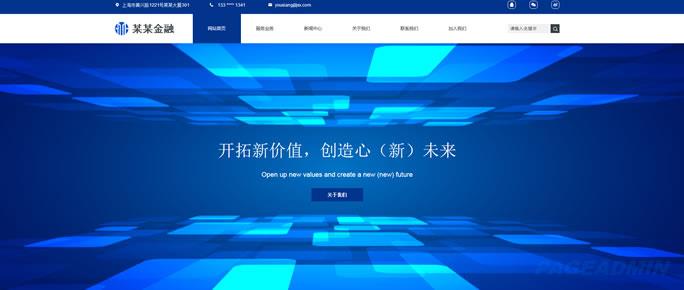 上海市黄兴路1221号某某大厦301
133 **** 1341
youxiang@xx.com
某某金融
网站首页
服务业务
新闻中心
关于我们
联系我们
加入我们
请输入关键字
开拓新价值，创造心（新）未来
Open up new values and create a new (new) future
关于我们
PAGEADMIN